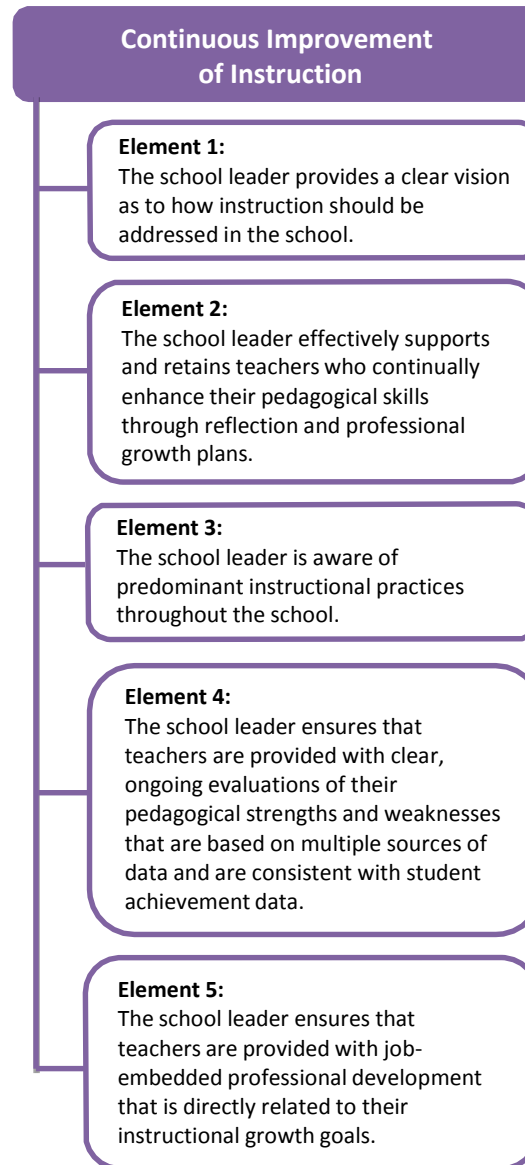 Continuous Improvement
of Instruction
Element 1:
The school leader provides a clear vision
as to how instruction should be
addressed in the school.
Element 2:
The school leader effectively supports
and retains teachers who continually
enhance their pedagogical skills
through reflection and professional
growth plans.
Element 3:
The school leader is aware of
predominant instructional practices
throughout the school.
Element 4:
The school leader ensures that
teachers are provided with clear,
ongoing evaluations of their
pedagogical strengths and weaknesses
that are based on multiple sources of
data and are consistent with student
achievement data.
Element 5:
The school leader ensures that
teachers are provided with job-
embedded professional development
that is directly related to their
instructional growth goals.